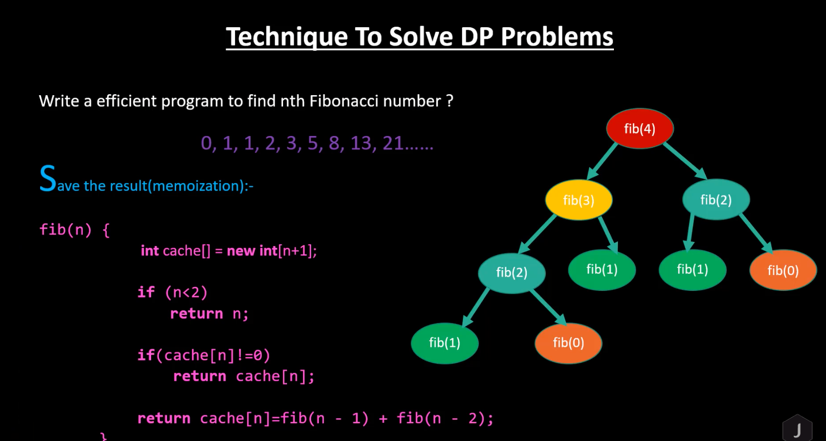 Technique To Solve DP Problems
Write a efficient program to find nth Fibonacci number ?
0, 1, 1, 2, 3, 5, 8, 13, 21......
Save the result(memoization):-
fib(n) {
int cache[] = new int[n+1];
if (n<2)
return n;
if(cache[n]!=0)
return cache[n];
return cache[n]=fib(n - 1) + fib(n - 2);
}
fib(4)
fib(3)
fib(2)
fib(2)
fib(1)
fib(1)
fib(0)
fib(1)
fib(0)
J